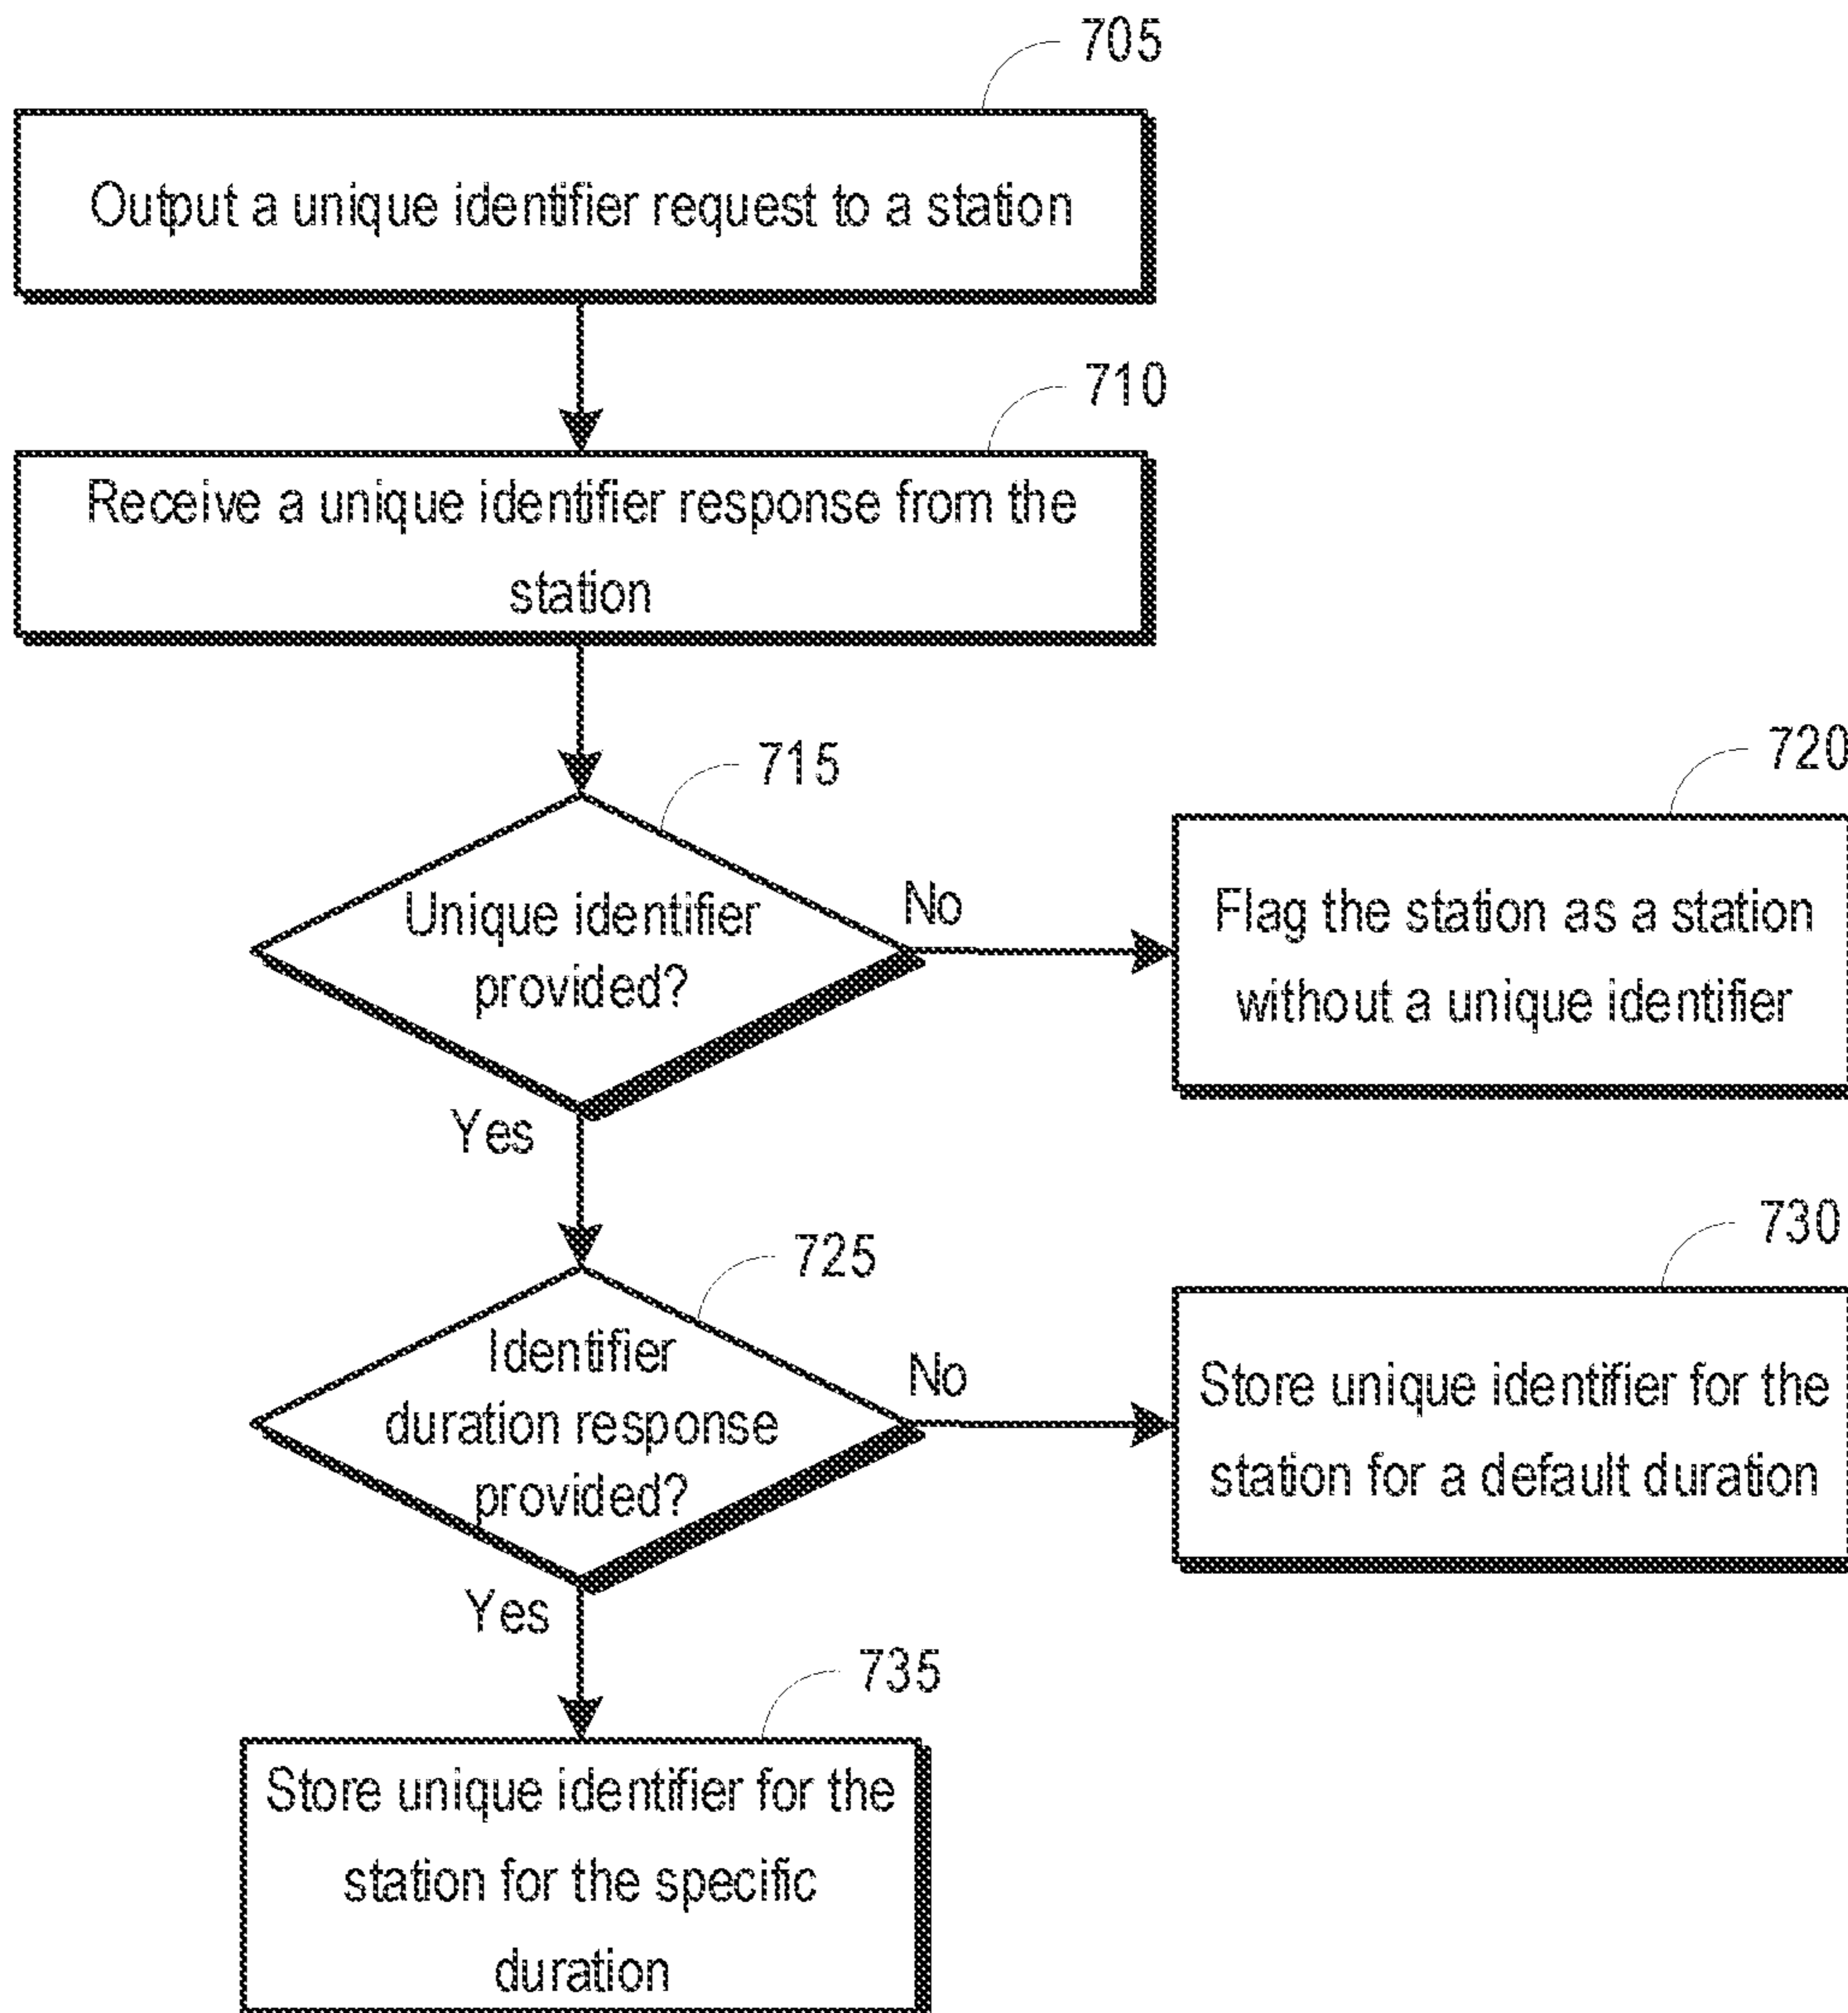 705
Output a unique identifier request to a station
710
Receive a unique identifier response from the
station
715
Unique identifier
provided?
No
720
Flag the station as a station
without a unique identifier
Yes
725
Identifier
duration response
provided?
No
730
Store unique identifier for the
station for a default duration
Yes
735
Store unique identifier for the
station for the specific
duration